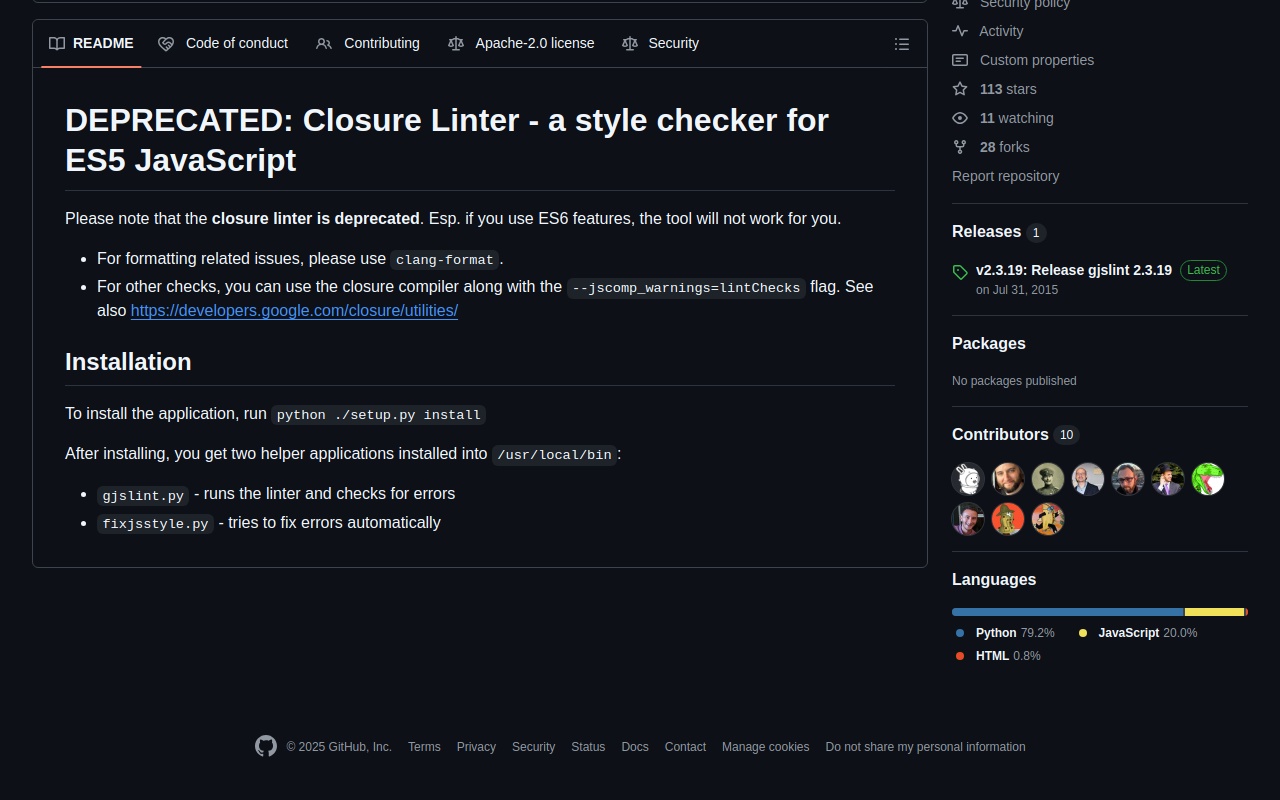 README
Code of conduct
Contributing
Apache-2.0 license
Security
DEPRECATED: Closure Linter - a style checker for
ES5 JavaScript
Please note that the closure linter is deprecated. Esp. if you use ES6 features, the tool will not work for you.
For formatting related issues, please use clang-format.
For other checks, you can use the closure compiler along with the --jscomp_warnings=lintChecks flag. See
also https://developers.google.com/closure/utilities/
Installation
To install the application, run python ./setup.py install
After installing, you get two helper applications installed into /usr/local/bin:
gjslint.py - runs the linter and checks for errors
fixjsstyle.py - tries to fix errors automatically
Security policy
Activity
Custom properties
113 stars
11 watching
28 forks
Report repository
Releases 1
v2.3.19: Release gjslint 2.3.19 Latest
on Jul 31, 2015
Packages
No packages published
Contributors 10
Languages
Python 79.2% JavaScript 20.0%
HTML 0.8%
© 2025 GitHub, Inc. Terms Privacy Security Status Docs Contact Manage cookies Do not share my personal information